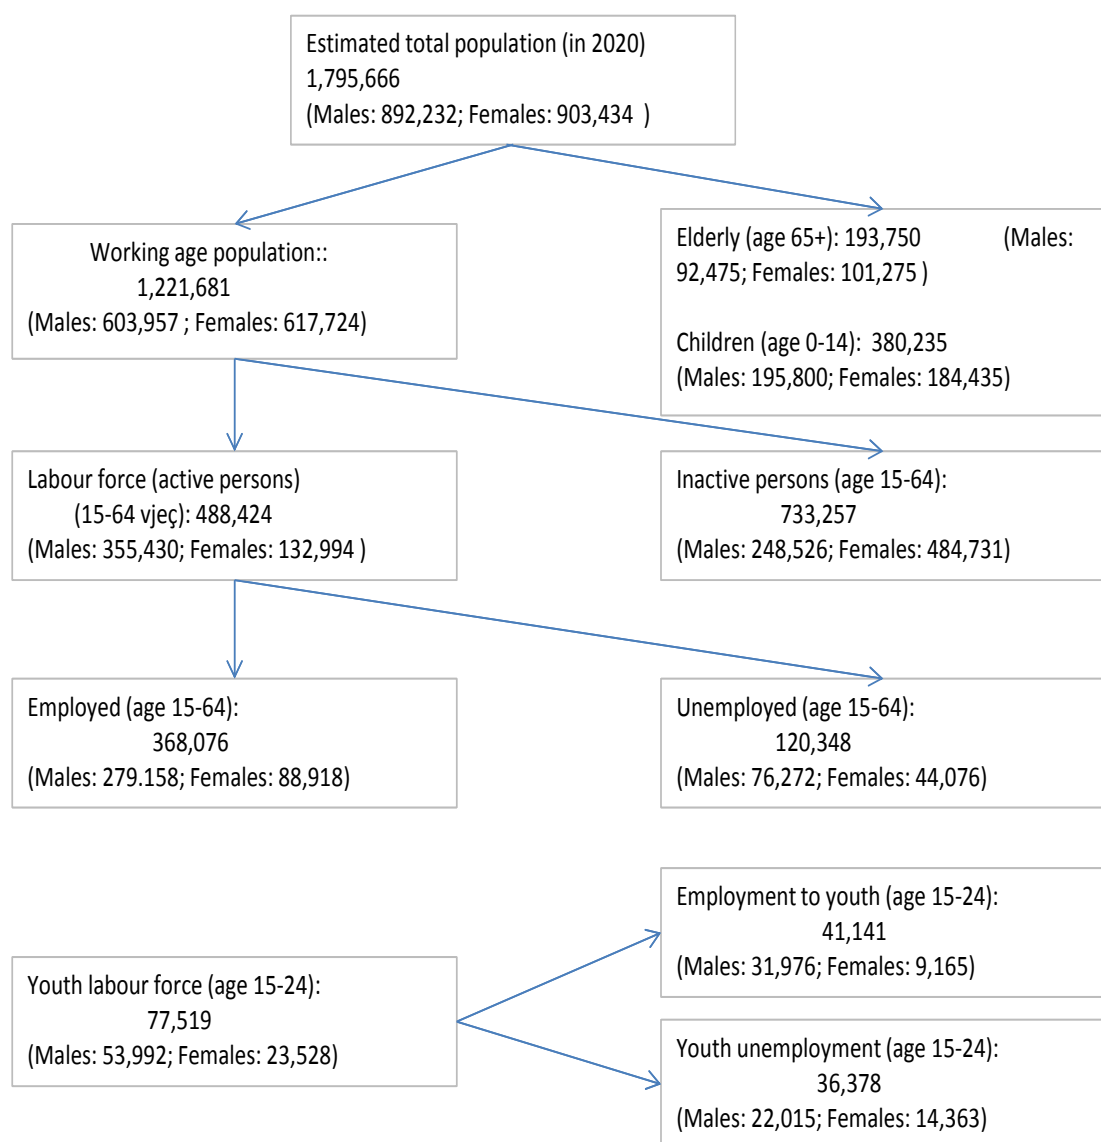 Estimated total population (in 2020)
1,795,666
(Males: 892,232; Females: 903,434  )
Working age population::
1,221,681
(Males: 603,957 ; Females: 617,724)
Elderly (age 65+): 193,750 (Males:
92,475; Females: 101,275 )
Children (age 0-14):  380,235
(Males: 195,800; Females: 184,435)
Labour force (active persons)
(15-64 vjeç): 488,424
(Males: 355,430; Females: 132,994 )
Inactive persons (age 15-64):
733,257
(Males: 248,526; Females: 484,731)
Employed (age 15-64):
368,076
(Males: 279.158; Females: 88,918)
Unemployed (age 15-64):
120,348
(Males: 76,272; Females: 44,076)
Employment to youth (age 15-24):
41,141
(Males: 31,976; Females: 9,165)
Youth labour force (age 15-24):
77,519
(Males: 53,992; Females: 23,528)
Youth unemployment (age 15-24):
36,378
(Males: 22,015; Females: 14,363)